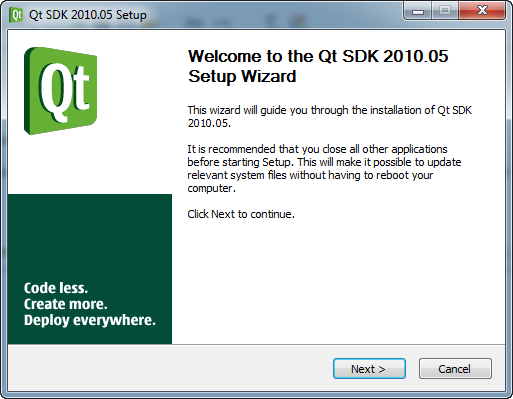 Qt SDK 2010.05 Setup
Qt
Welcome to the Qt SDK 2010.05
Setup Wizard
This wizard will guide you through the installation of Qt SDK
2010.05.
It is recommended that you close all other applications
before starting Setup. This will make it possible to update
relevant system files without having to reboot your
computer.
Click Next to continue.
Code less.
Create more.
Deploy everywhere.
Next >
Cancel